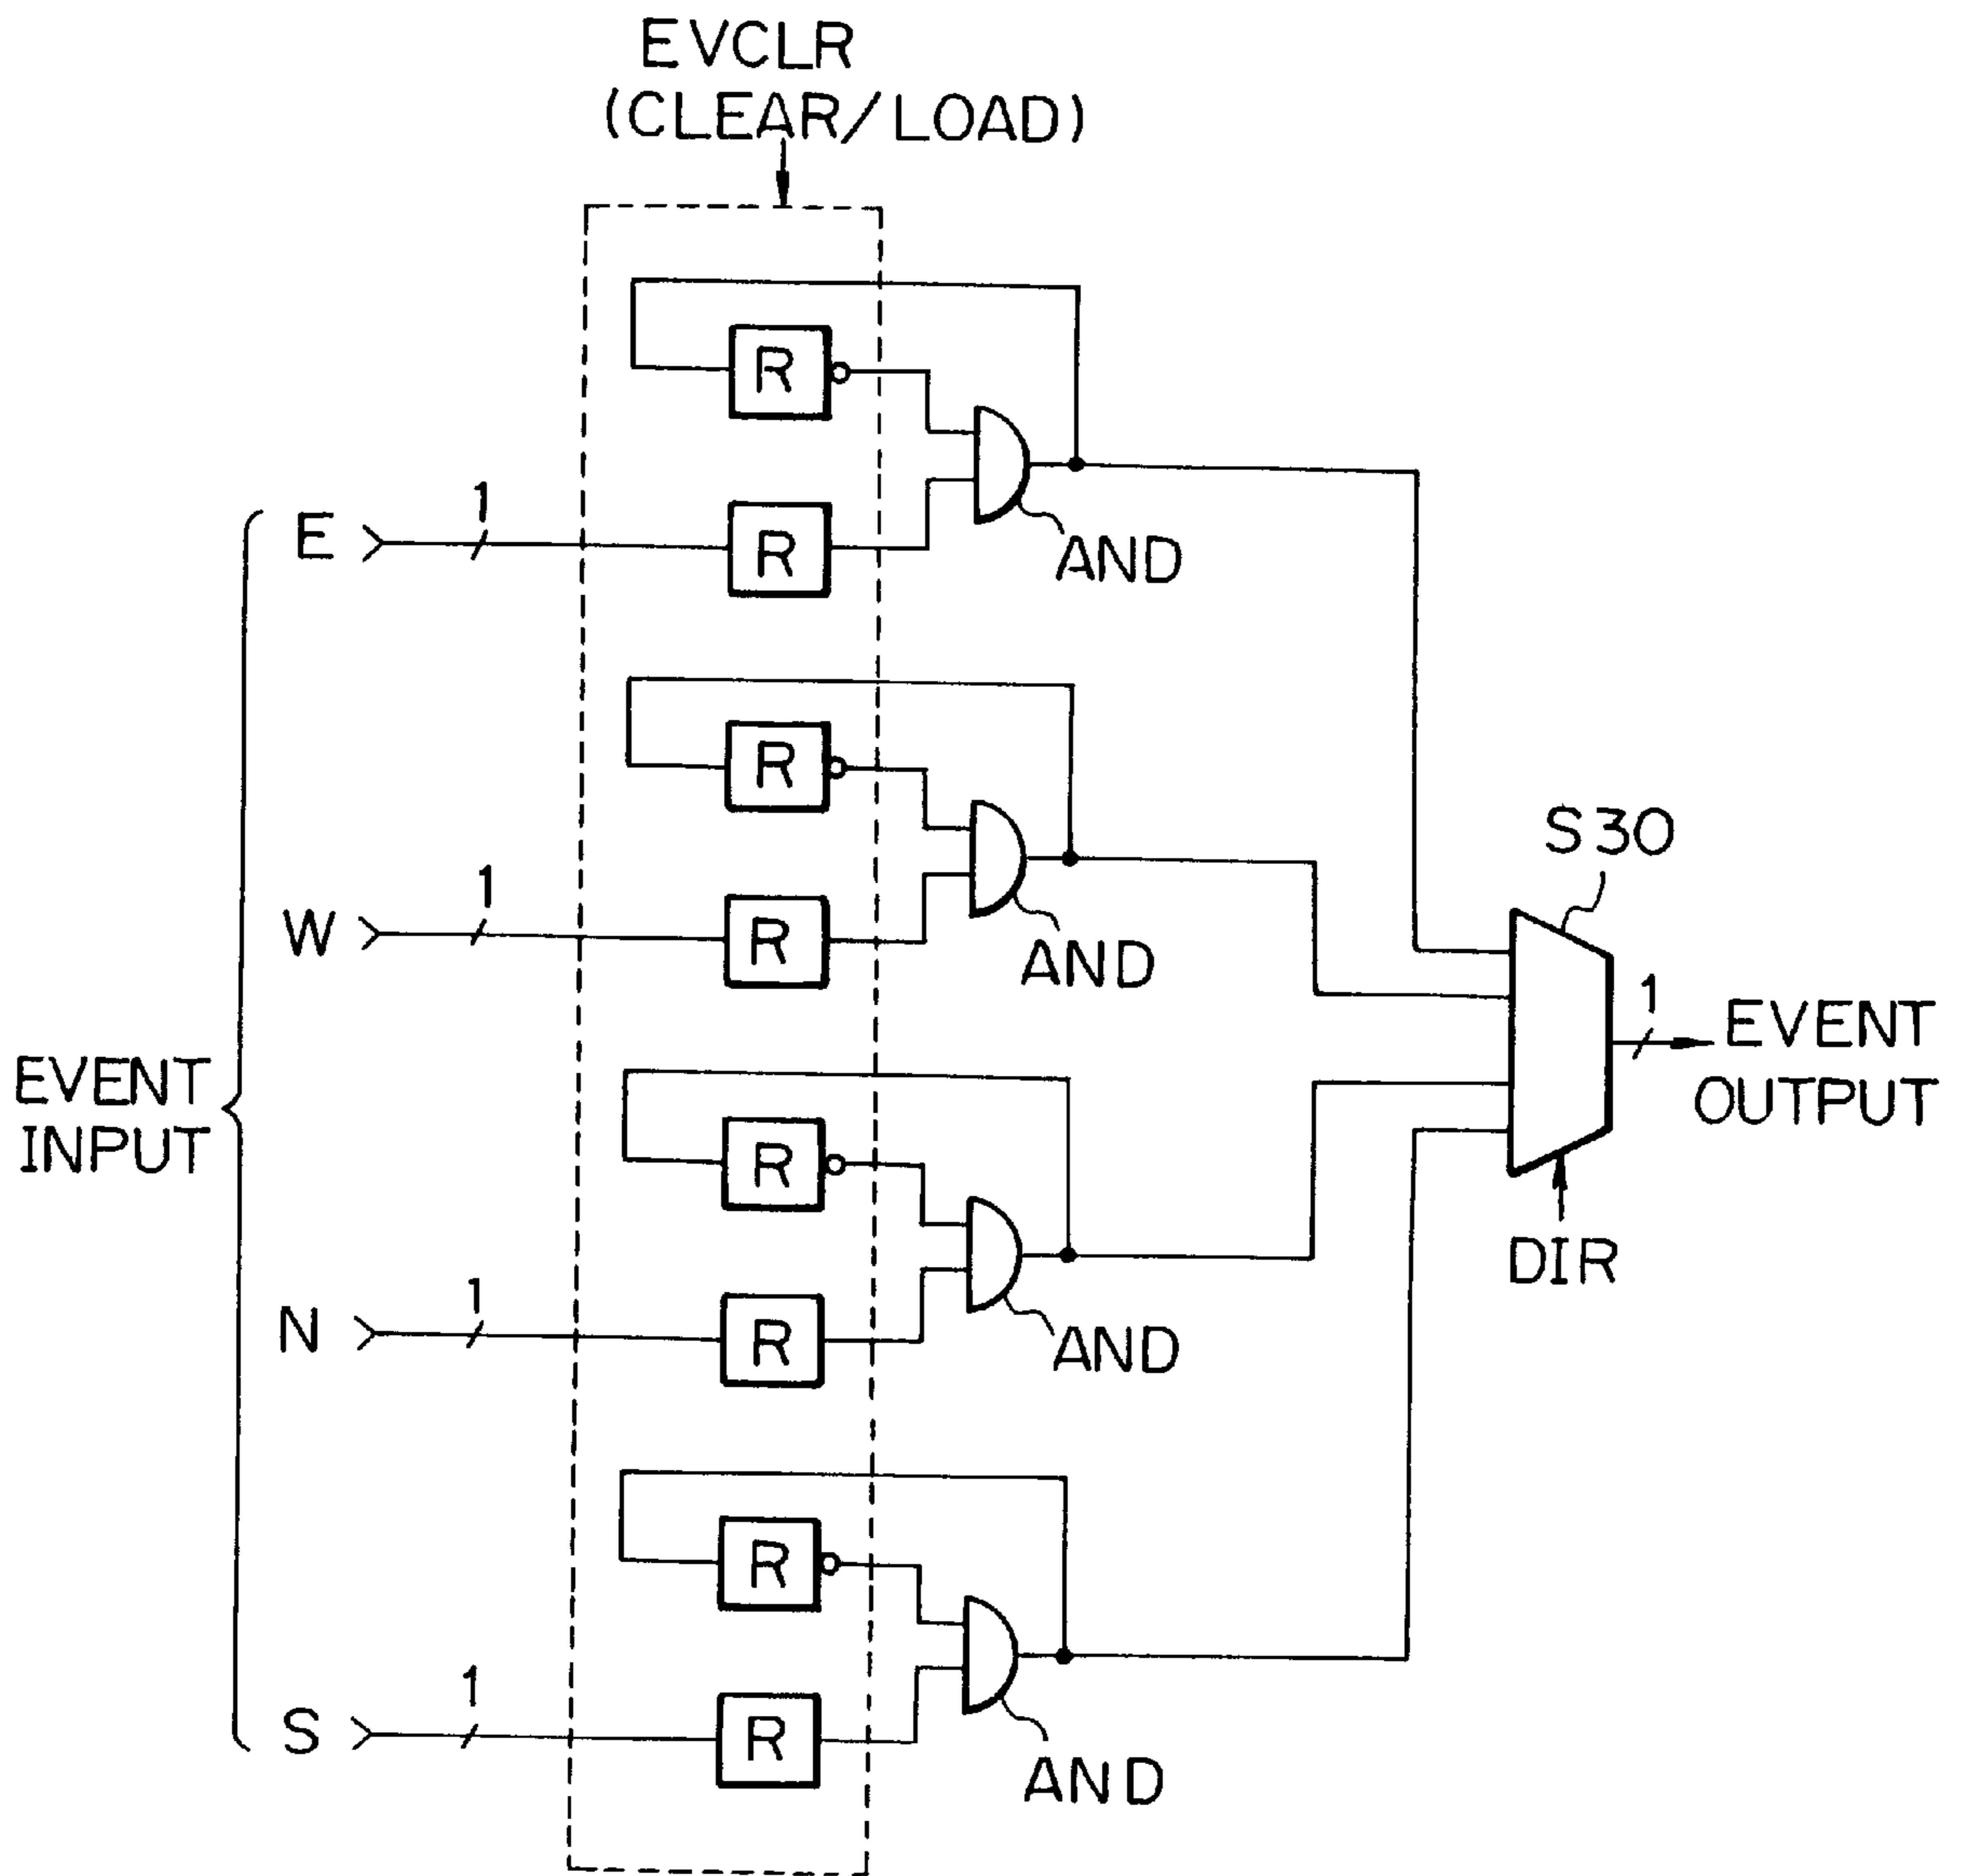 EVCLR
(CLEAR/LOAD)
R
1
E
R
AND
R
S30
1
W
R
AND
1
EVENT
OUTPUT
EVENT
INPUT
R
DIR
1
N
R
AND
R
1
S
R
AND